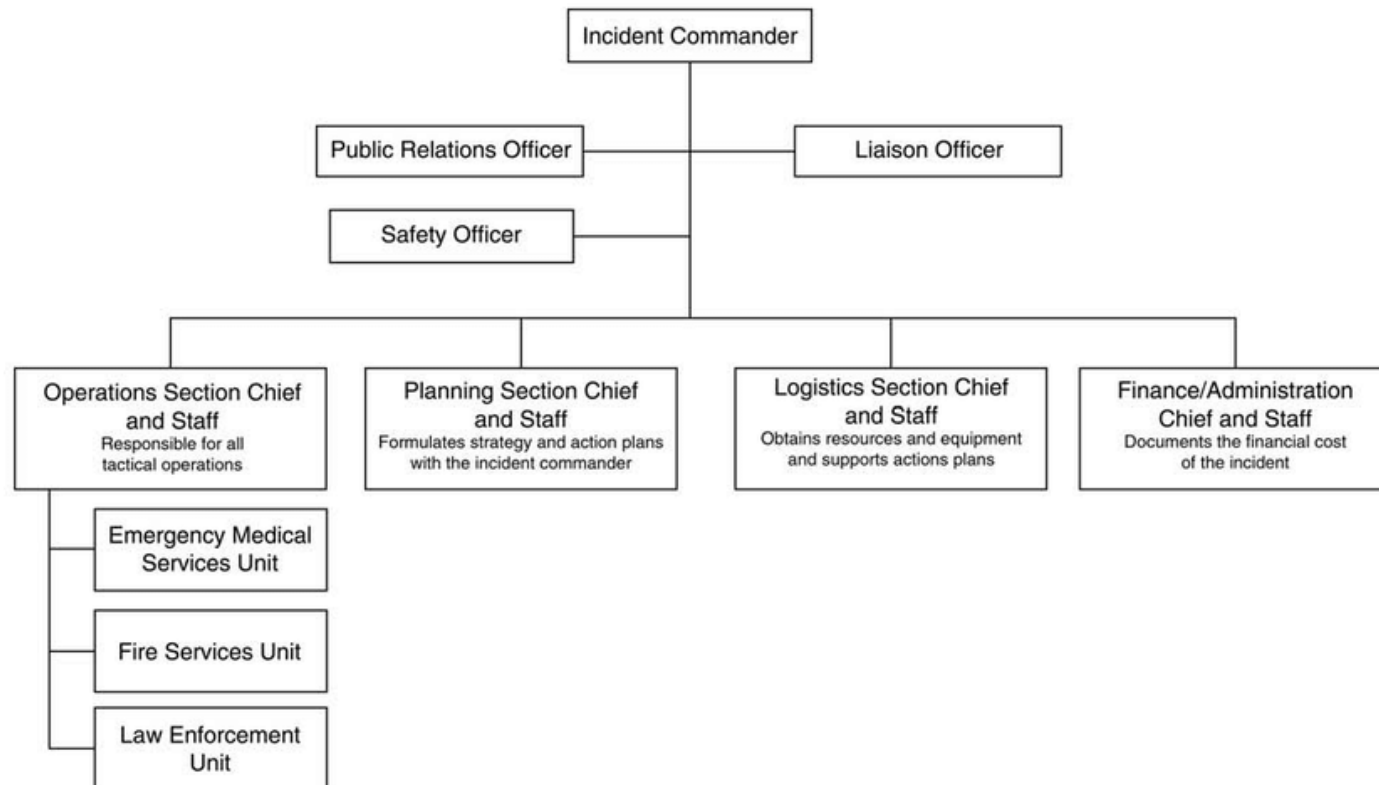 Incident Commander
Public Relations Officer
Liaison Officer
Safety Officer
Operations Section Chief
and Staff
Responsible for all
tactical operations
Planning Section Chief
and Staff
Formulates strategy and action plans
with the incident commander
Logistics Section Chief
and Staff
Obtains resources and equipment
and supports actions plans
Finance/Administration
Chief and Staff
Documents the financial cost
of the incident
Emergency Medical
Services Unit
Fire Services Unit
Law Enforcement
Unit